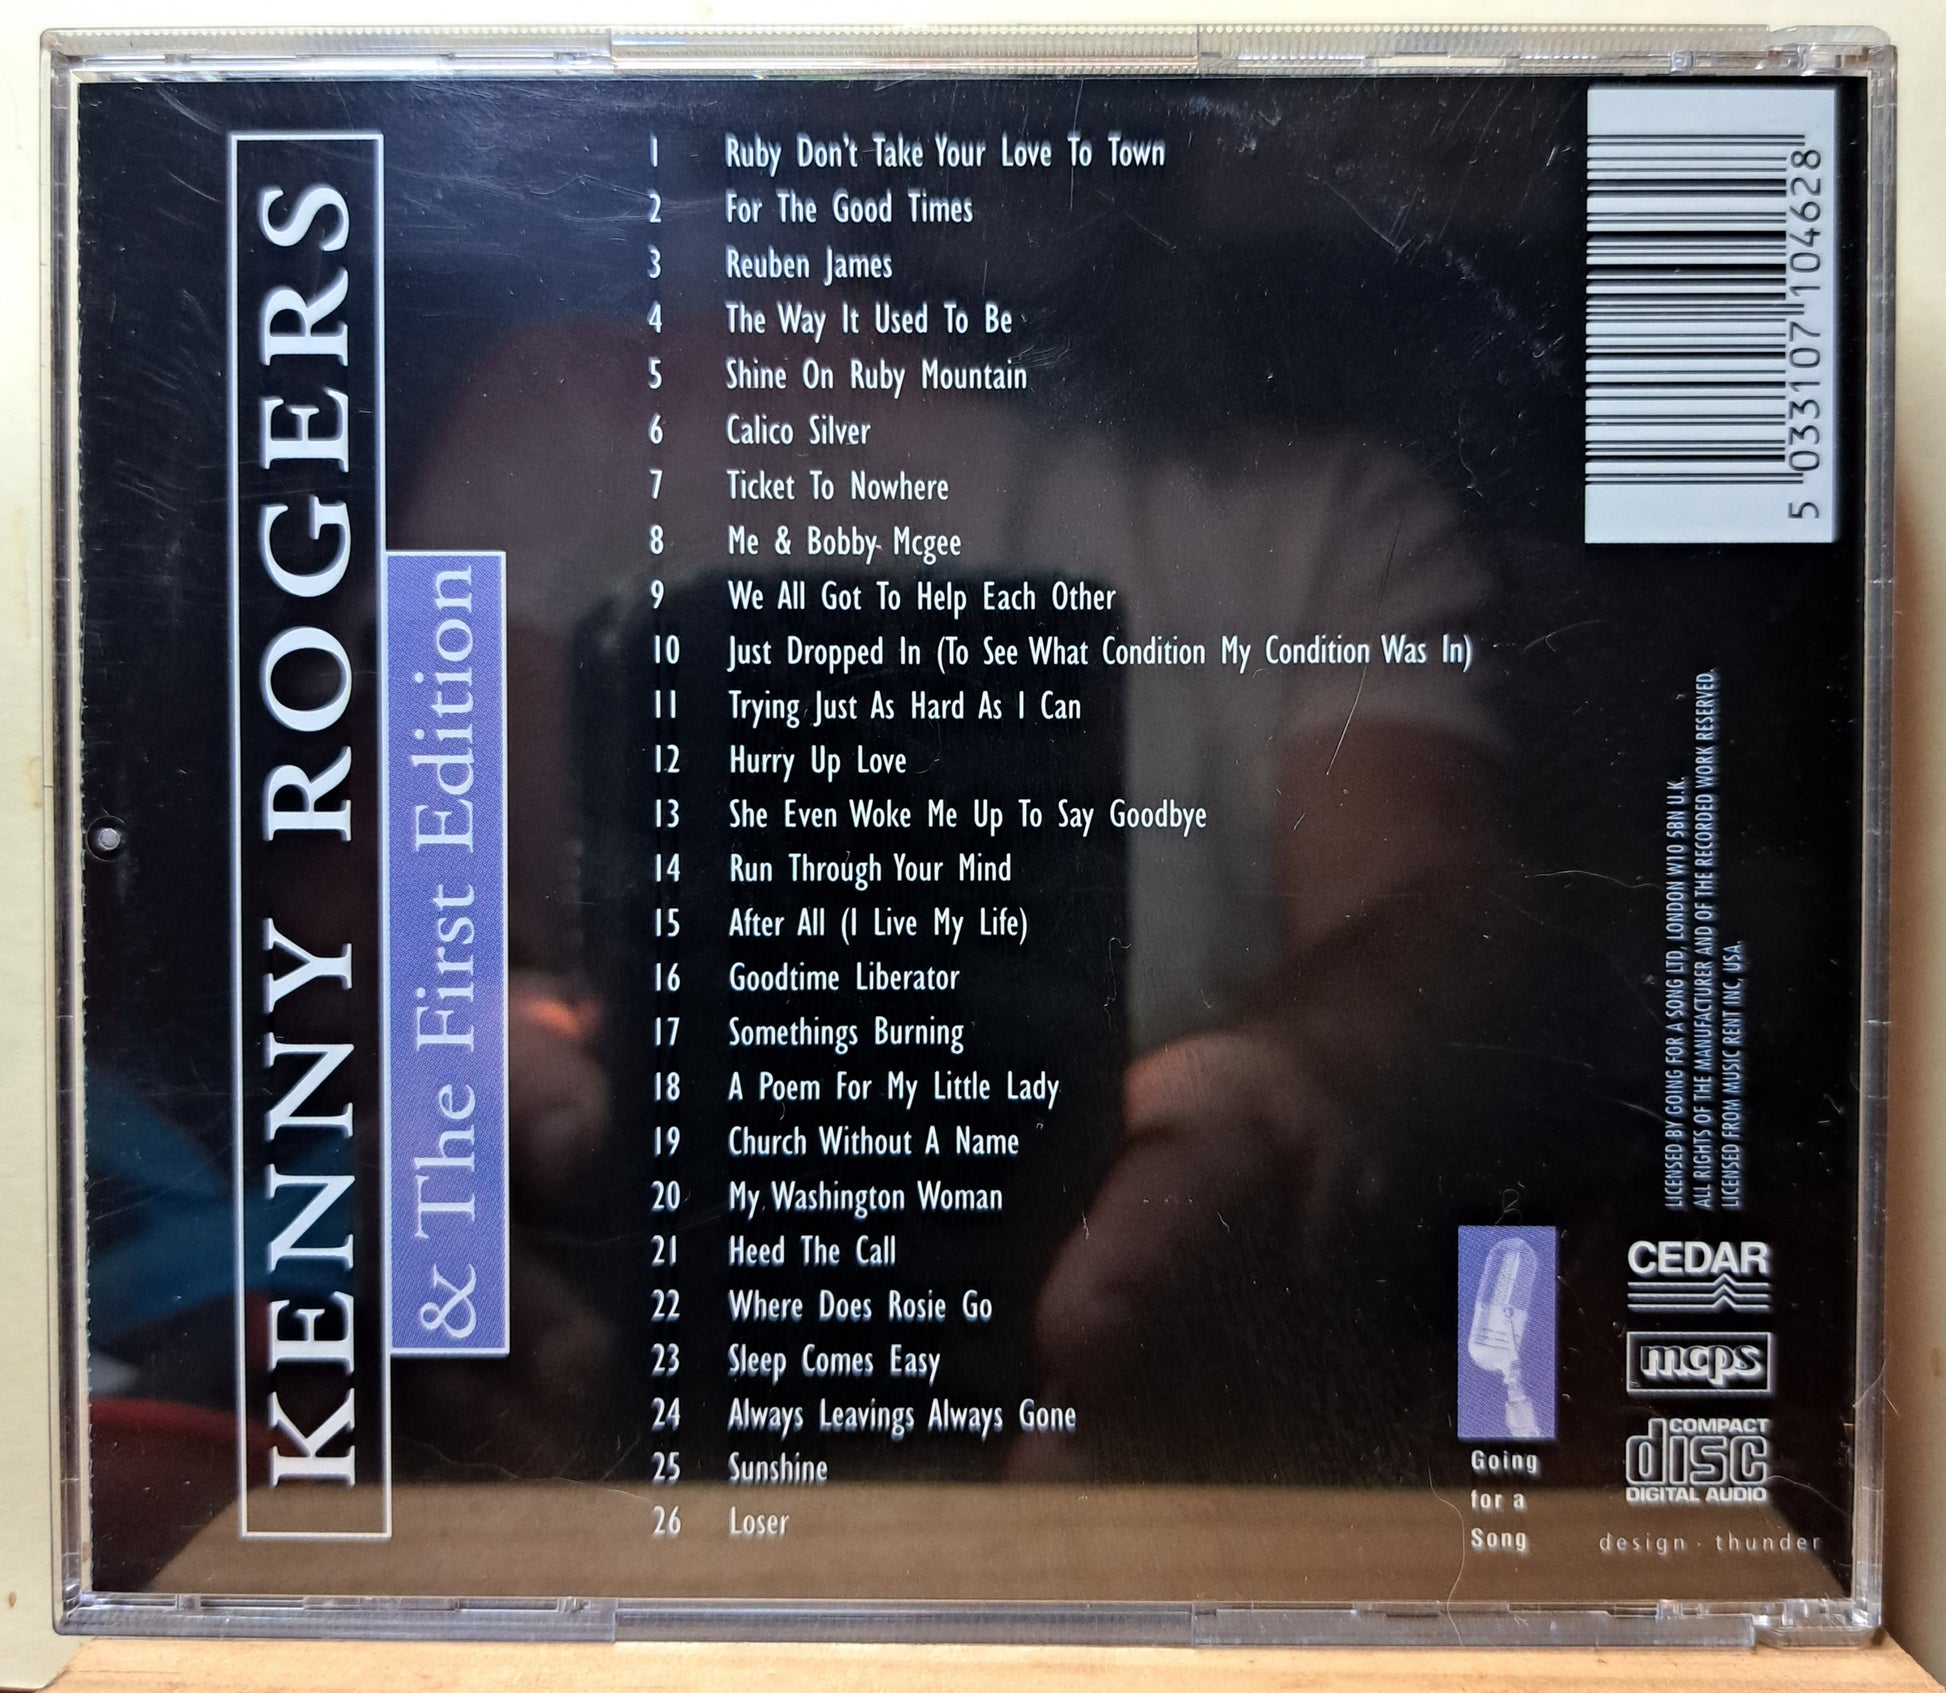 KENNY ROGERS
& The First Edition
1 Ruby Don't Take Your Love To Town
2 For The Good Times
3 Reuben James
4 The Way It Used To Be
5 Shine On Ruby Mountain
6 Calico Silver
7 Ticket To Nowhere
8 Me & Bobby Mcgee
9 We All Got To Help Each Other
10 Just Dropped In (To See What Condition My Condition Was In)
11 Trying Just As Hard As I Can
12 Hurry Up Love
13 She Even Woke Me Up To Say Goodbye
14 Run Through Your Mind
15 After All (I Live My Life)
16 Goodtime Liberator
17 Somethings Burning
18 A Poem For My Little Lady
19 Church Without A Name
20 My Washington Woman
21 Heed The Call
22 Where Does Rosie Go
23 Sleep Comes Easy
24 Always Leavings Always Gone
25 Sunshine
26 Loser
5 033107 104628
LICENSED BY GOING FOR A SONG LTD, LONDON W10 5BN U.K.
ALL RIGHTS OF THE MANUFACTURER AND OF THE RECORDED WORK RESERVED.
LICENSED FROM MUSIC RENT INC, USA.
Going
for a
Song
CEDAR
mcps
COMPACT
disc
DIGITAL AUDIO
design · thunder